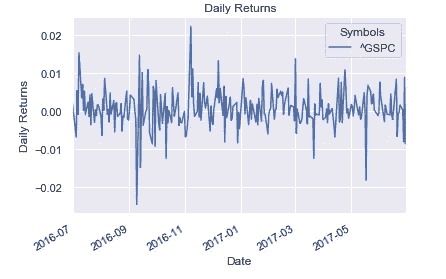 Daily Returns
Symbols
^GSPC
0.02
0.01
0.00
−0.01
−0.02
Daily Returns
2016-07
2016-09
2016-11
2017-01
2017-03
2017-05
Date